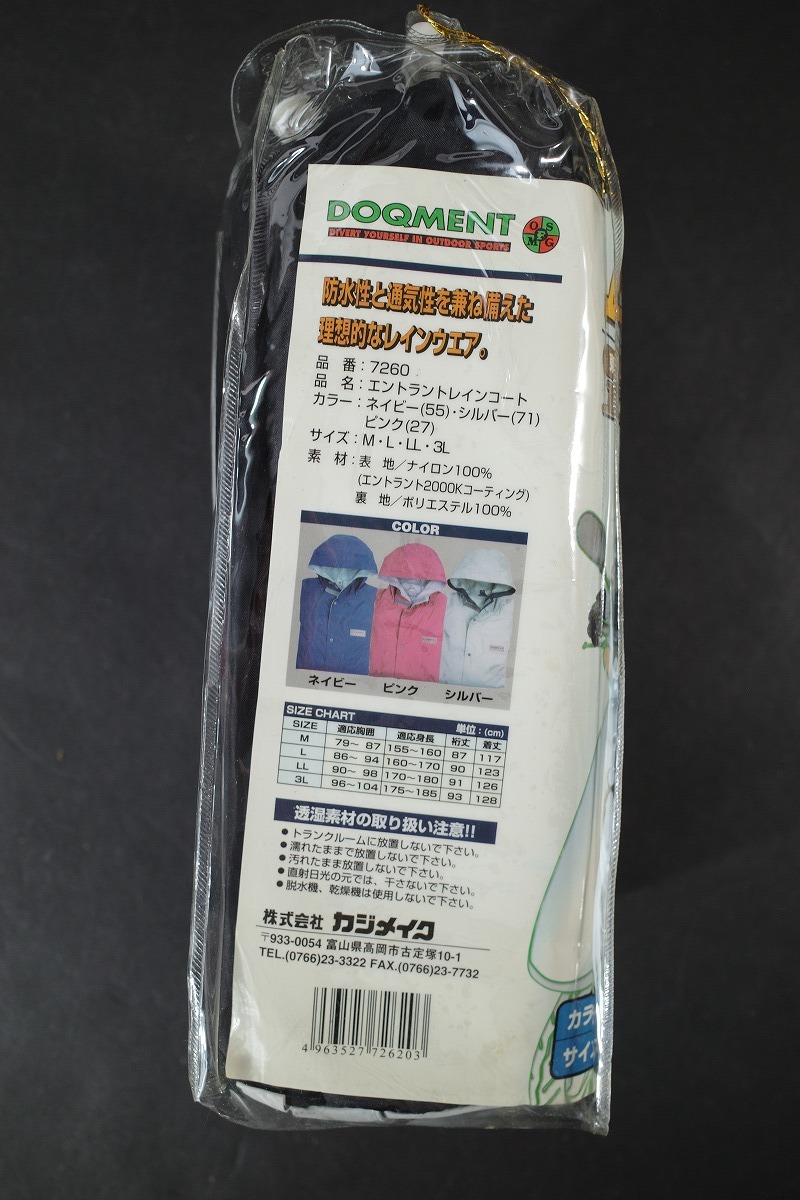 DOQMENT
DIVERT YOURSELF IN OUTDOOR SPORTS
O S
M G
防水性と通気性を兼ね備えた
理想的なレインウエア。
品 番：7260
品 名：エントラントレインコート
カラー：ネイビー(55)・シルバー(71)
ピンク(27)
サイズ：M・L・LL・3L
素 材：表 地／ナイロン100%
(エントラント2000Kコーティング)
裏 地／ポリエステル100%
COLOR
ネイビー ピンク シルバー
SIZE CHART 単位：(cm)
SIZE 適応胸囲 適応身長 裄丈 着丈
M 79～ 87 155～160 87 117
L 86～ 94 160～170 90 123
LL 90～ 98 170～180 91 126
3L 96～104 175～185 93 128
透湿素材の取り扱い注意!!
●トランクルームに放置しないで下さい。
●濡れたままで放置しないで下さい。
●汚れたまま放置しないで下さい。
●直射日光の元では、干さないで下さい。
●脱水機、乾燥機は使用しないで下さい。
株式会社 カジメイク
〒933-0054 富山県高岡市古定塚10-1
TEL.(0766)23-3322 FAX.(0766)23-7732
4 963527 726203
カラ
サイズ